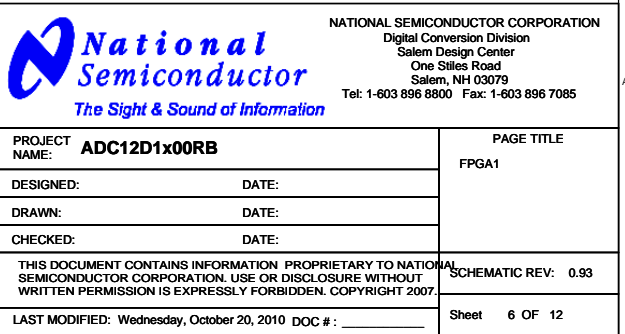 National
Semiconductor
The Sight & Sound of Information
NATIONAL SEMICONDUCTOR CORPORATION
Digital Conversion Division
Salem Design Center
One Stiles Road
Salem, NH 03079
Tel: 1-603 896 8800 Fax: 1-603 896 7085
PROJECT
NAME: ADC12D1x00RB
PAGE TITLE
FPGA1
DESIGNED: DATE:
DRAWN: DATE:
CHECKED: DATE:
THIS DOCUMENT CONTAINS INFORMATION PROPRIETARY TO NATIONAL
SEMICONDUCTOR CORPORATION. USE OR DISCLOSURE WITHOUT
WRITTEN PERMISSION IS EXPRESSLY FORBIDDEN. COPYRIGHT 2007.
SCHEMATIC REV: 0.93
LAST MODIFIED: Wednesday, October 20, 2010 DOC # : _____________
Sheet 6 OF 12